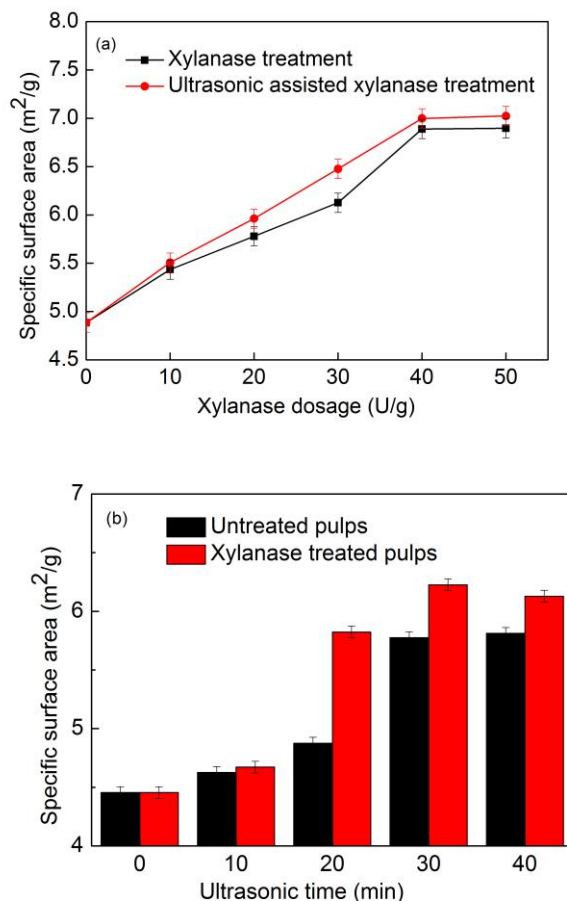 (a)
Xylanase treatment
Ultrasonic assisted xylanase treatment
8.0
7.5
7.0
6.5
6.0
5.5
5.0
4.5
Specific surface area (m²/g)
0 10 20 30 40 50
Xylanase dosage (U/g)
(b)
Untreated pulps
Xylanase treated pulps
7
6
5
4
Specific surface area (m²/g)
0 10 20 30 40
Ultrasonic time (min)